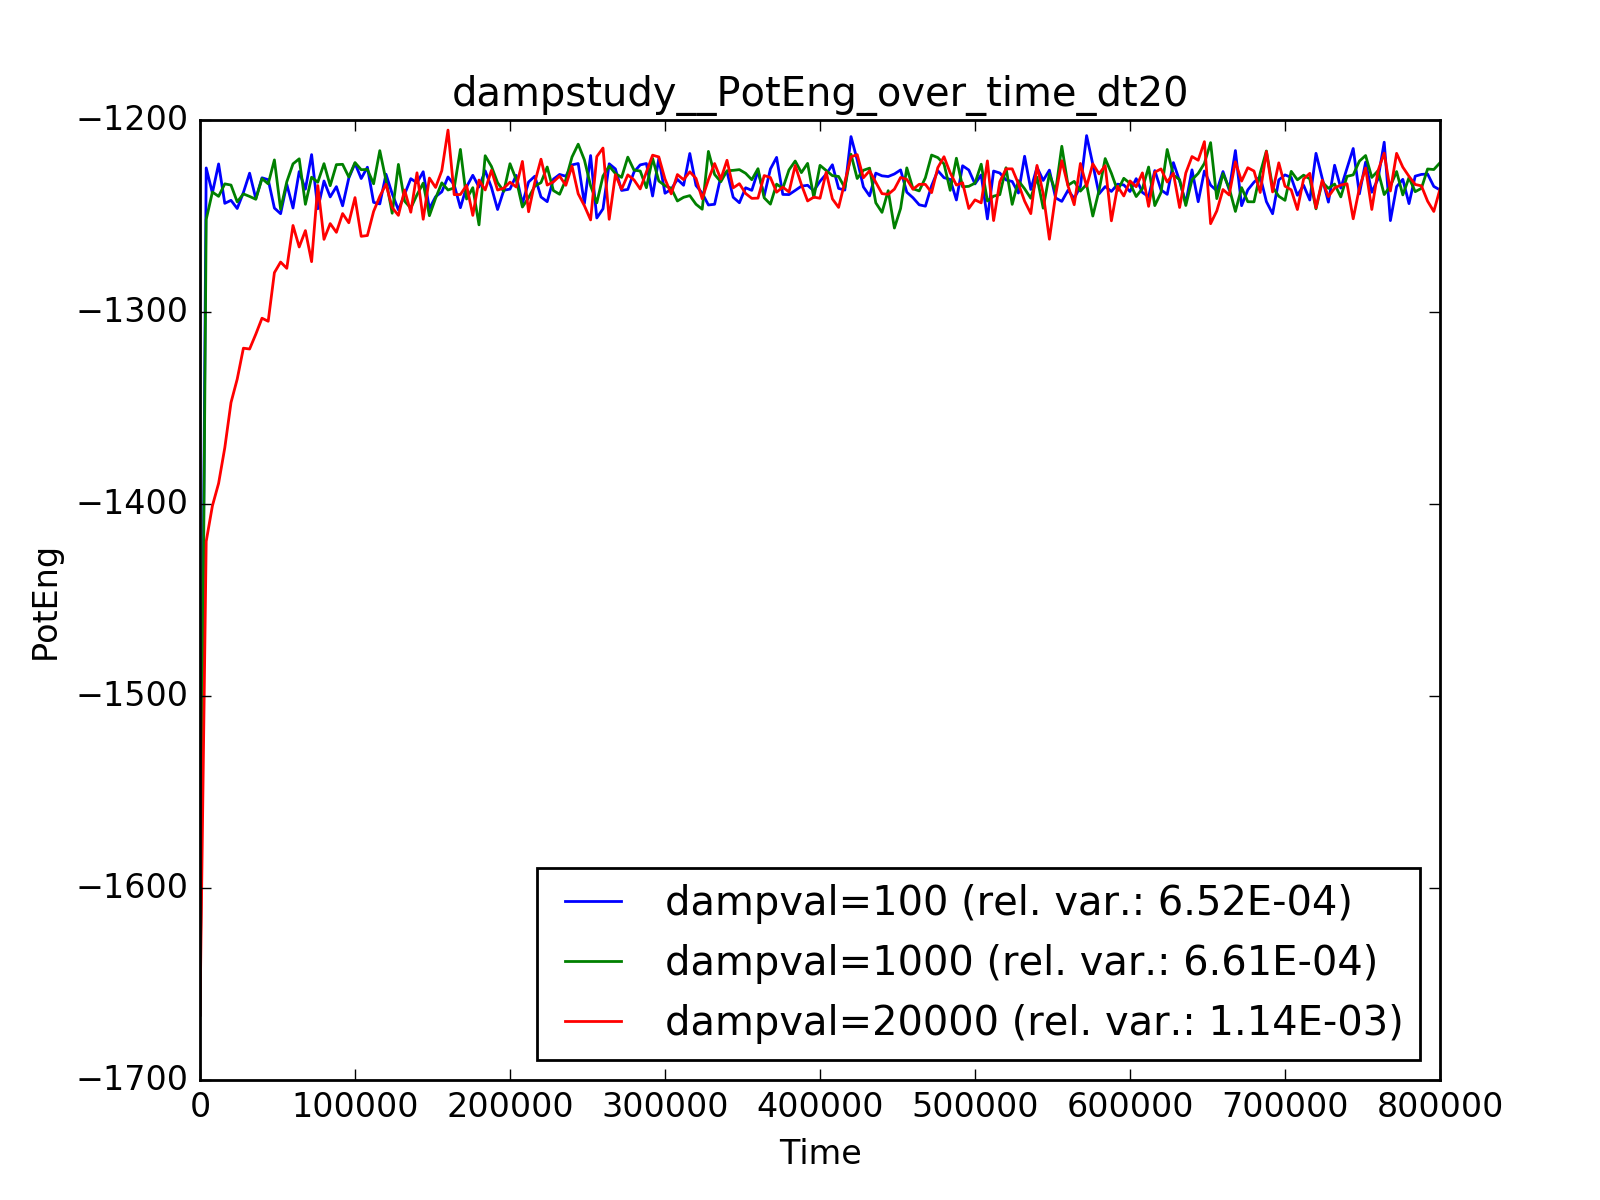 dampstudy__PotEng_over_time_dt20
−1200
−1300
−1400
−1500
−1600
−1700
PotEng
dampval=100 (rel. var.: 6.52E-04)
dampval=1000 (rel. var.: 6.61E-04)
dampval=20000 (rel. var.: 1.14E-03)
0 100000 200000 300000 400000 500000 600000 700000 800000
Time